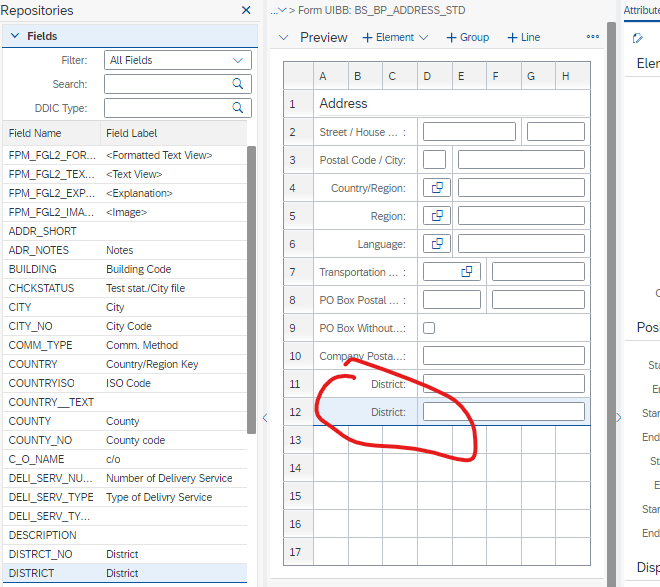 Repositories
Fields
Filter: All Fields
Search:
DDIC Type:
Field Name Field Label
FPM_FGL2_FOR... <Formatted Text View>
FPM_FGL2_TEX... <Text View>
FPM_FGL2_EXP... <Explanation>
FPM_FGL2_IMA... <Image>
ADDR_SHORT
ADR_NOTES Notes
BUILDING Building Code
CHCKSTATUS Test stat./City file
CITY City
CITY_NO City Code
COMM_TYPE Comm. Method
COUNTRY Country/Region Key
COUNTRYISO ISO Code
COUNTRY__TEXT
COUNTY County
COUNTY_NO County code
C_O_NAME c/o
DELI_SERV_NU... Number of Delivery Service
DELI_SERV_TYPE Type of Delivry Service
DELI_SERV_TY...
DESCRIPTION
DISTRCT_NO District
DISTRICT District
... > Form UIBB: BS_BP_ADDRESS_STD
Preview + Element + Group + Line
A B C D E F G H
1 Address
2 Street / House ... :
3 Postal Code / City:
4 Country/Region:
5 Region:
6 Language:
7 Transportation ... :
8 PO Box Postal ... :
9 PO Box Without...:
10 Company Posta...:
11 District:
12 District:
13
14
15
16
17
Attribute
Eler
C
Pos
Sta
En
Star
End
St
E
Star
End
Disp